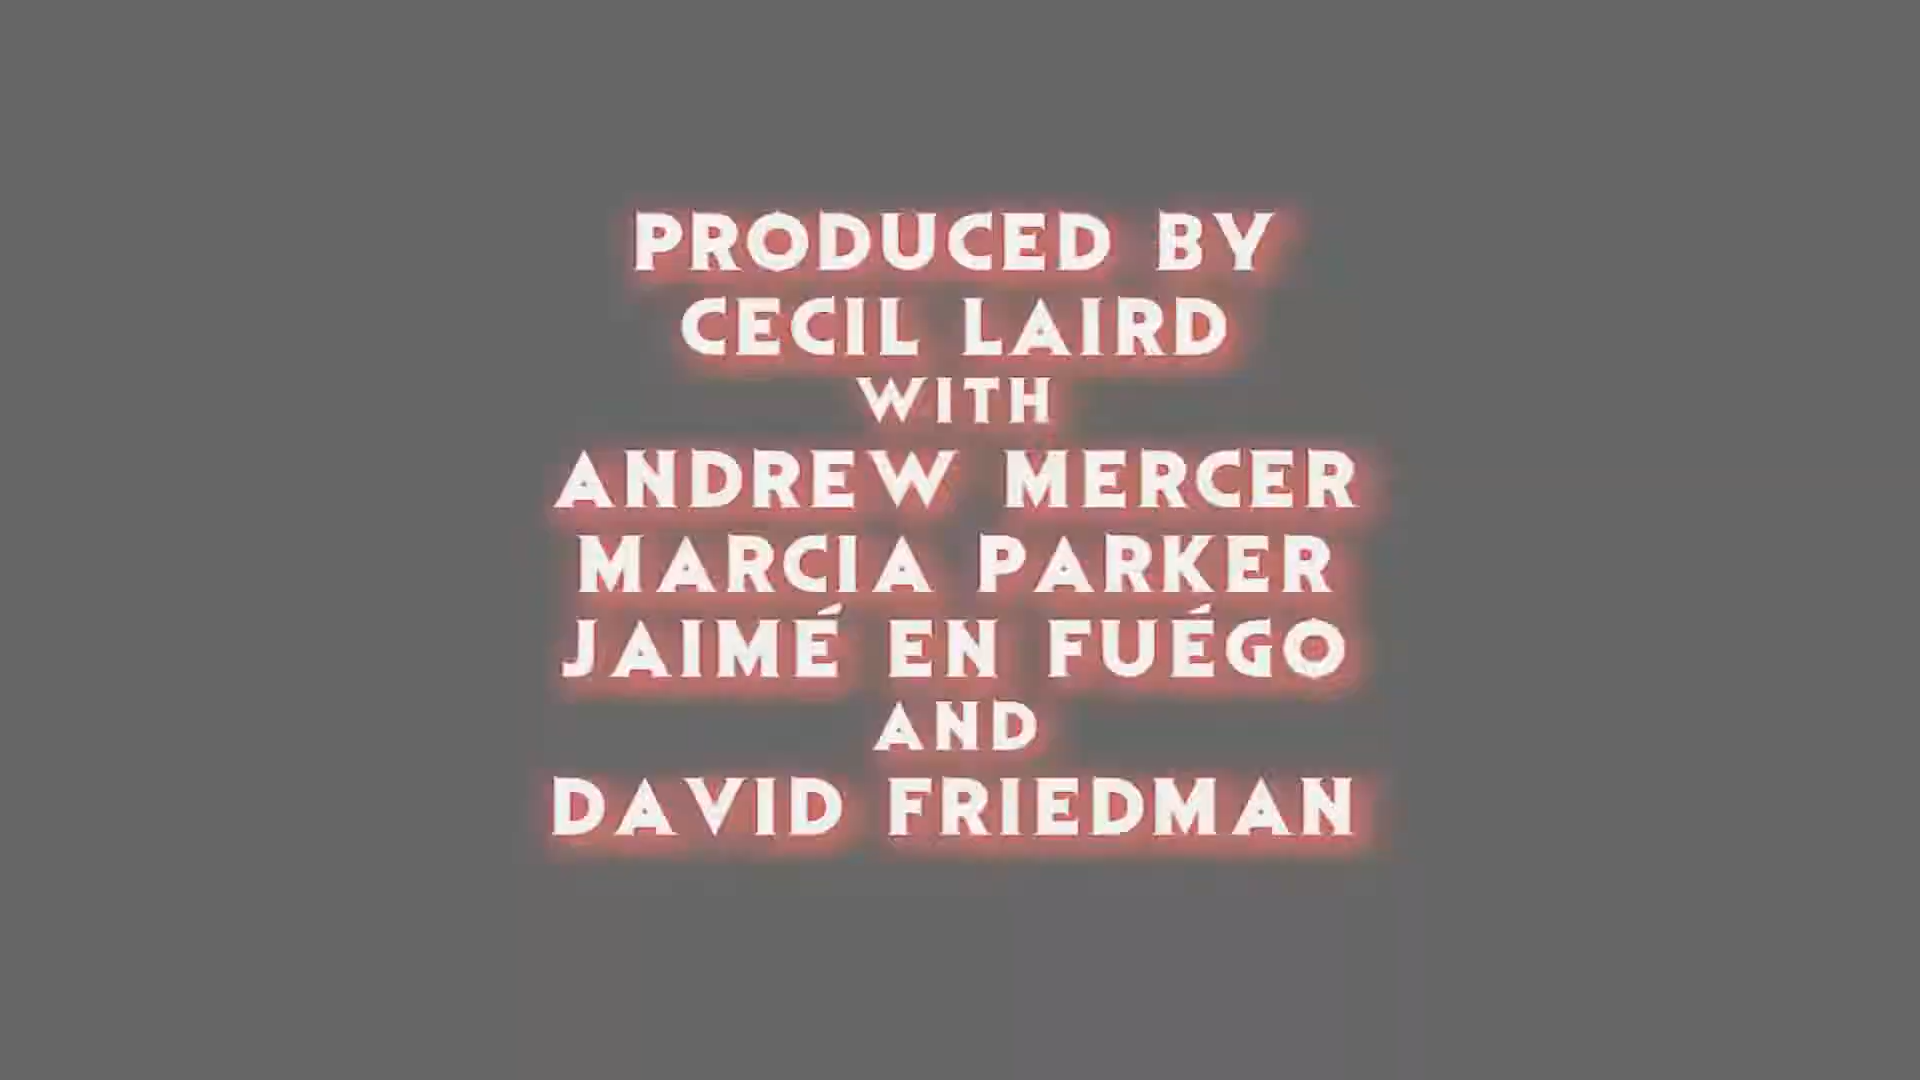 PRODUCED BY
CECIL LAIRD
WITH
ANDREW MERCER
MARCIA PARKER
JAIMÉ EN FUÉGO
AND
DAVID FRIEDMAN